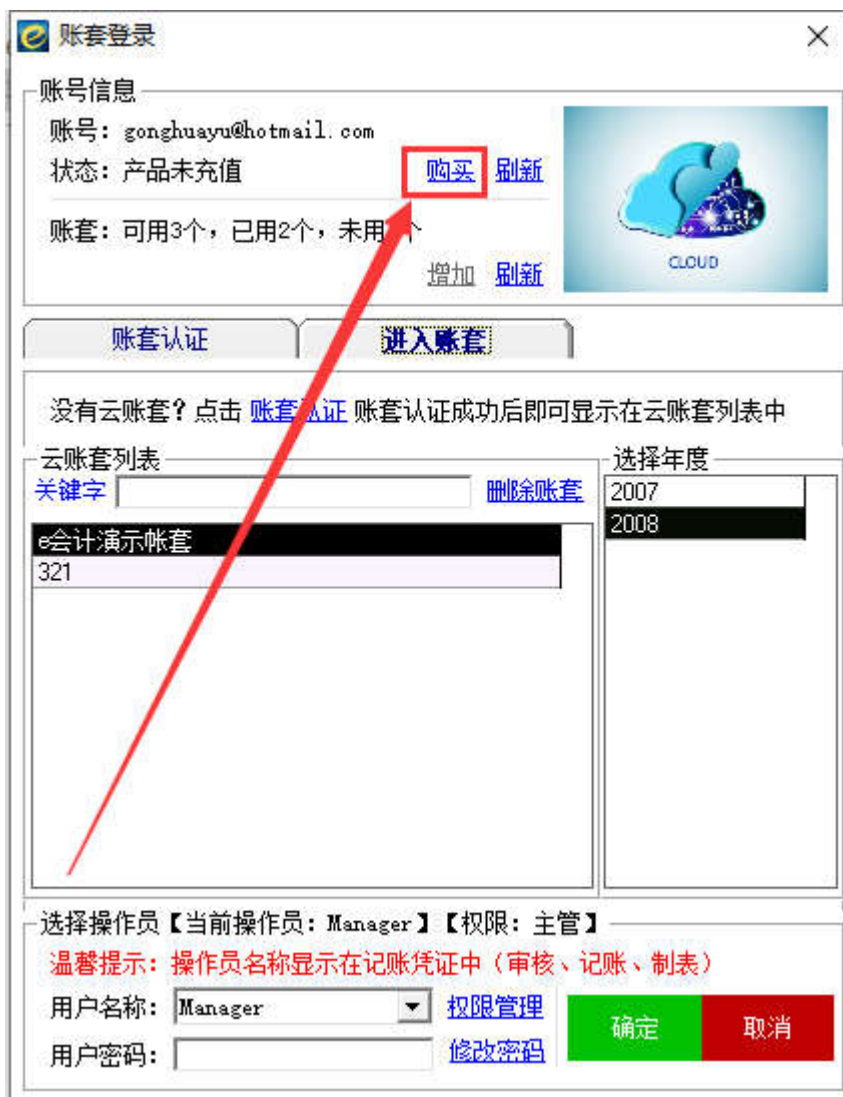 账套登录
账号信息
账号：gonghuayu@hotmail.com
状态：产品未充值 购买 刷新
账套：可用3个，已用2个，未用 个
增加 刷新
CLOUD
账套认证 进入账套
没有云账套？点击 账套认证 账套认证成功后即可显示在云账套列表中
云账套列表 选择年度
关键字 删除账套 2007
e会计演示帐套 2008
321
选择操作员【当前操作员：Manager】【权限：主管】
温馨提示：操作员名称显示在记账凭证中（审核、记账、制表）
用户名称：Manager 权限管理
确定 取消
用户密码： 修改密码